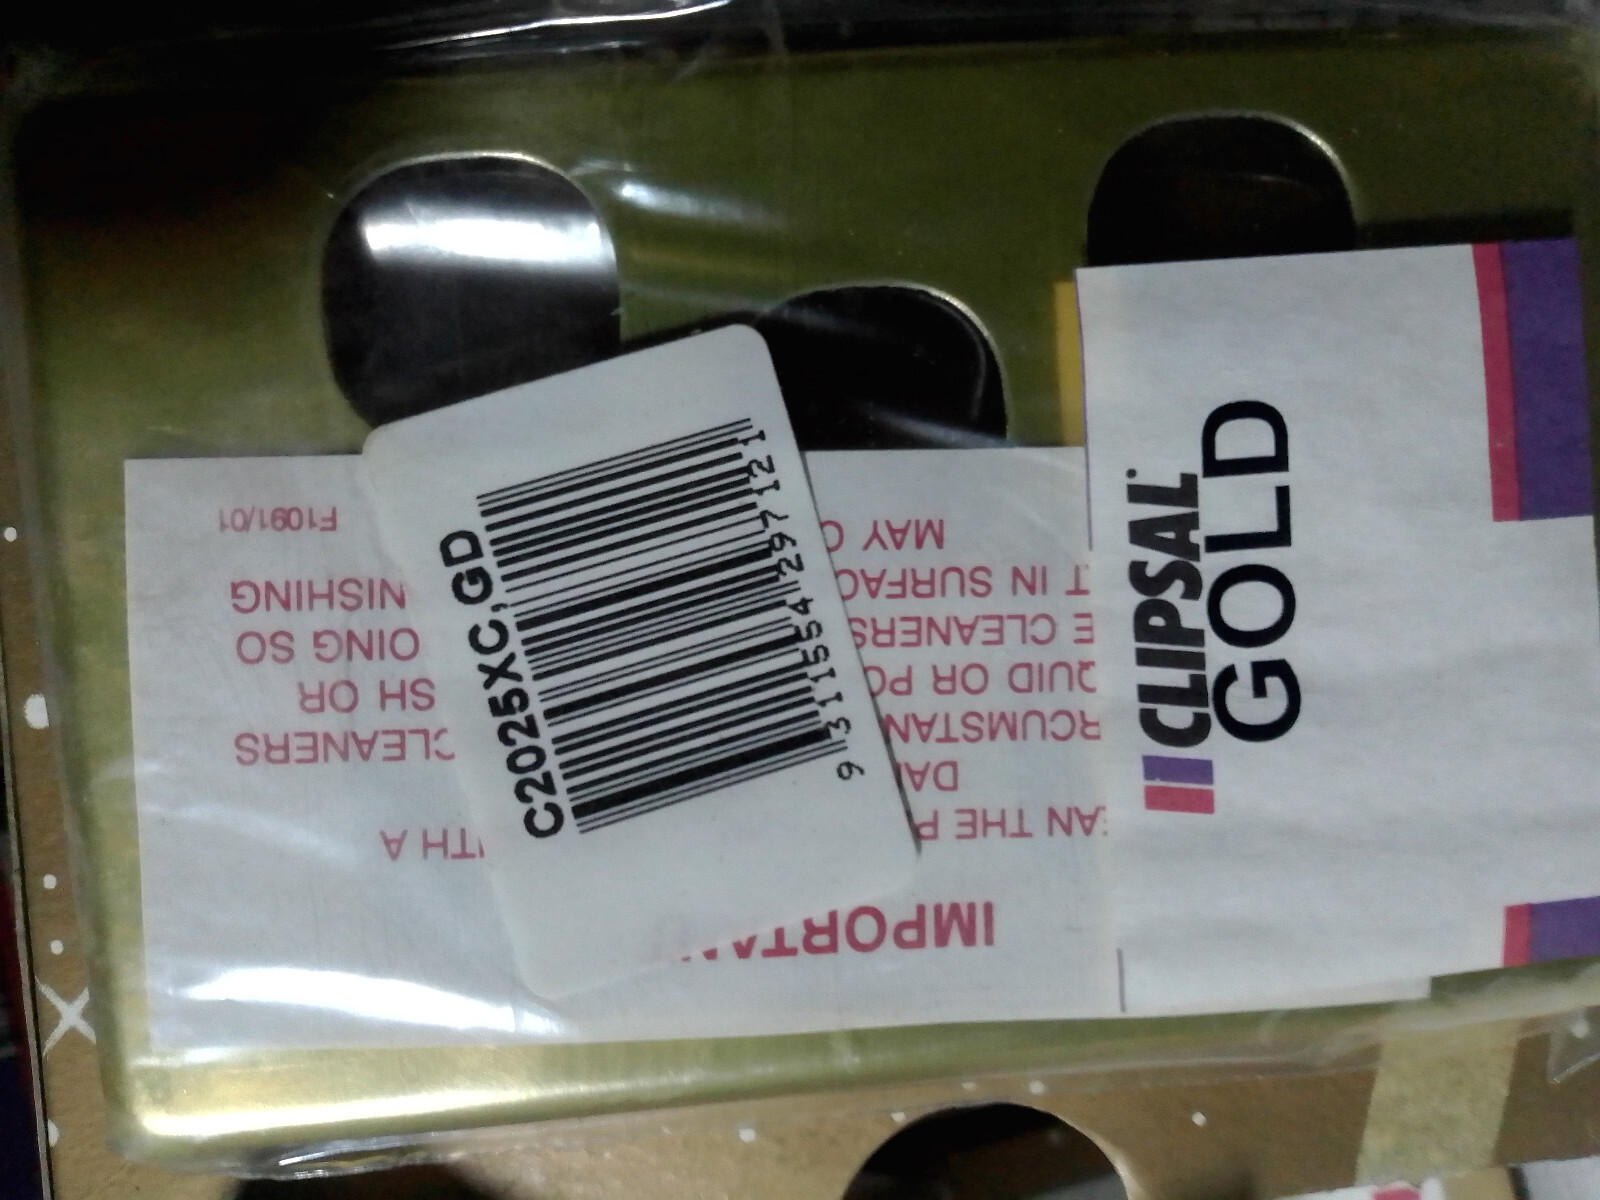 CLIPSAL
GOLD
C2025XC,GD
9 311554 297121
IMPORTAN
AN THE P ITH A
DA
RCUMSTAN CLEANERS
QUID OR PO SH OR
E CLEANERS OING SO
T IN SURFAC NISHING
MAY C
F1091/01